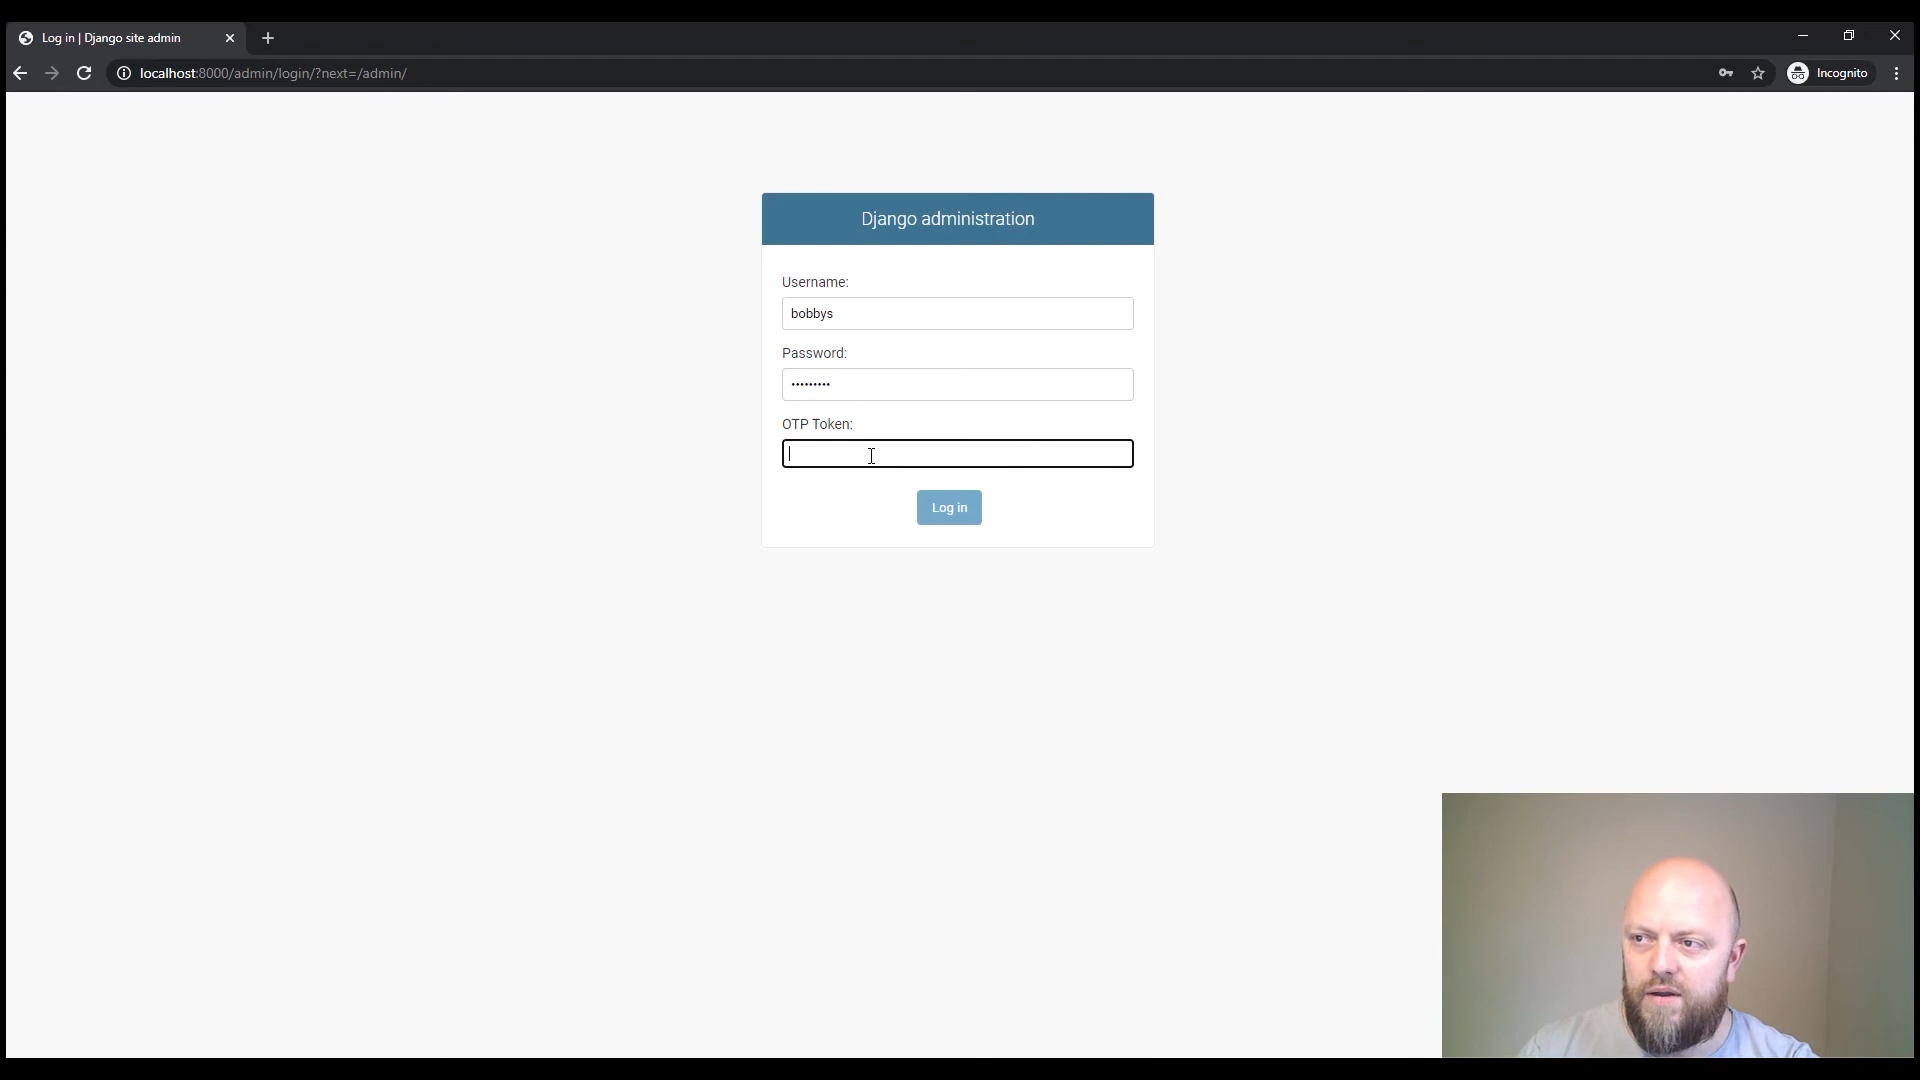 Log in | Django site admin
localhost:8000/admin/login/?next=/admin/
Incognito
Django administration
Username:
bobbys
Password:
•••••••••
OTP Token:
Log in